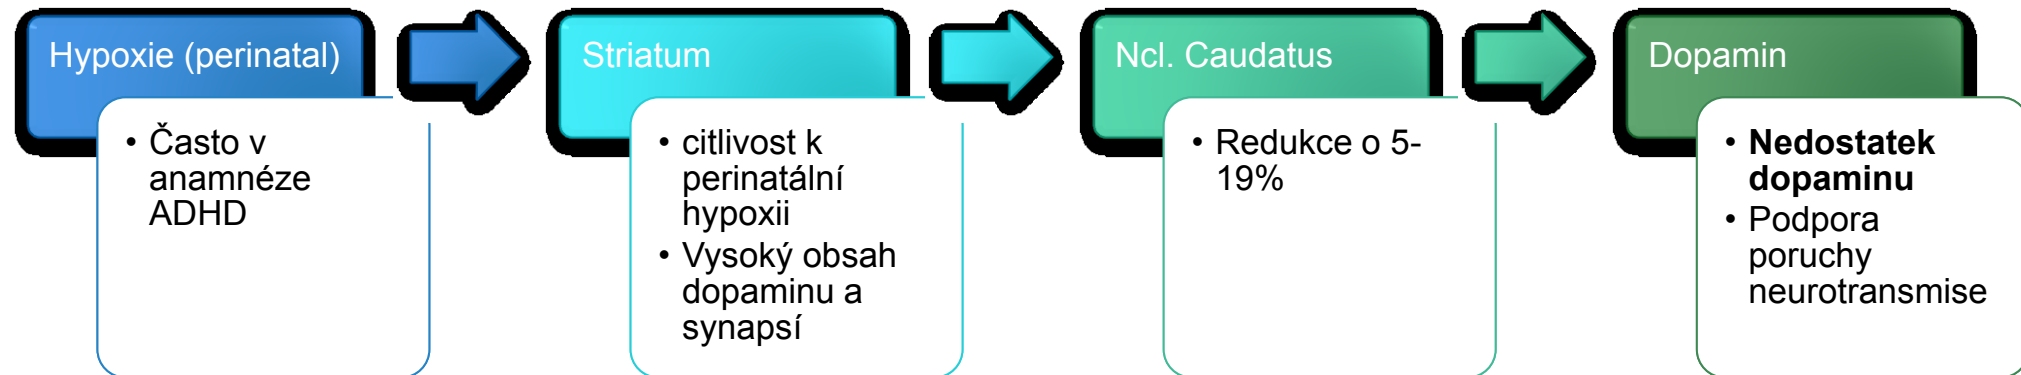 Hypoxie (perinatal)
• Často v
anamnéze
ADHD
Striatum
• citlivost k
perinatální
hypoxii
• Vysoký obsah
dopaminu a
synapsí
Ncl. Caudatus
• Redukce o 5-
19%
Dopamin
• Nedostatek
dopaminu
• Podpora
poruchy
neurotransmise